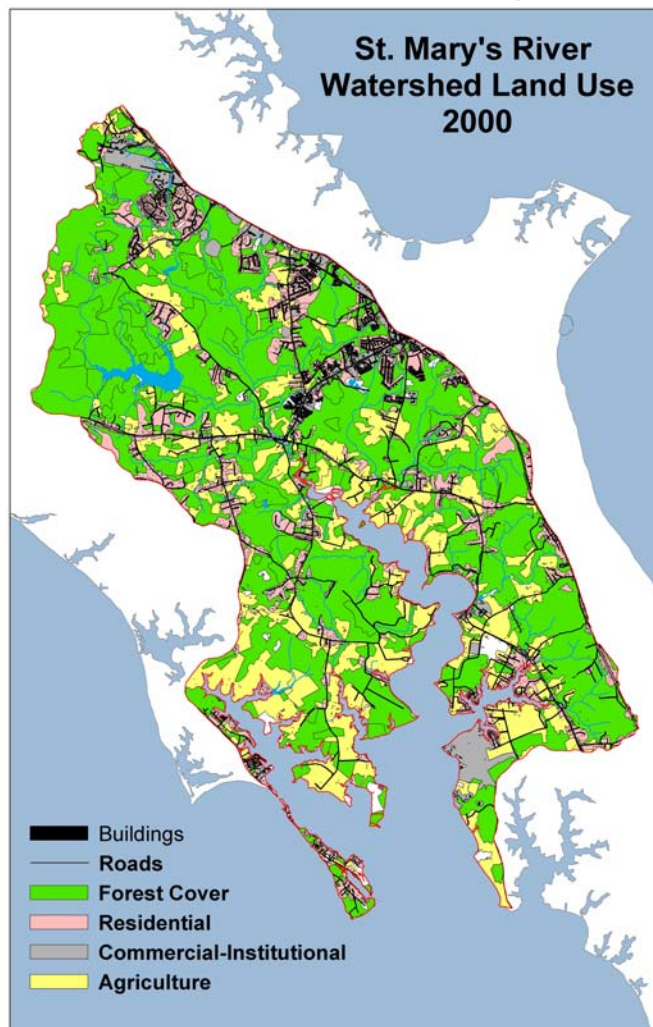 St. Mary's River
Watershed Land Use
2000
Buildings
Roads
Forest Cover
Residential
Commercial-Institutional
Agriculture